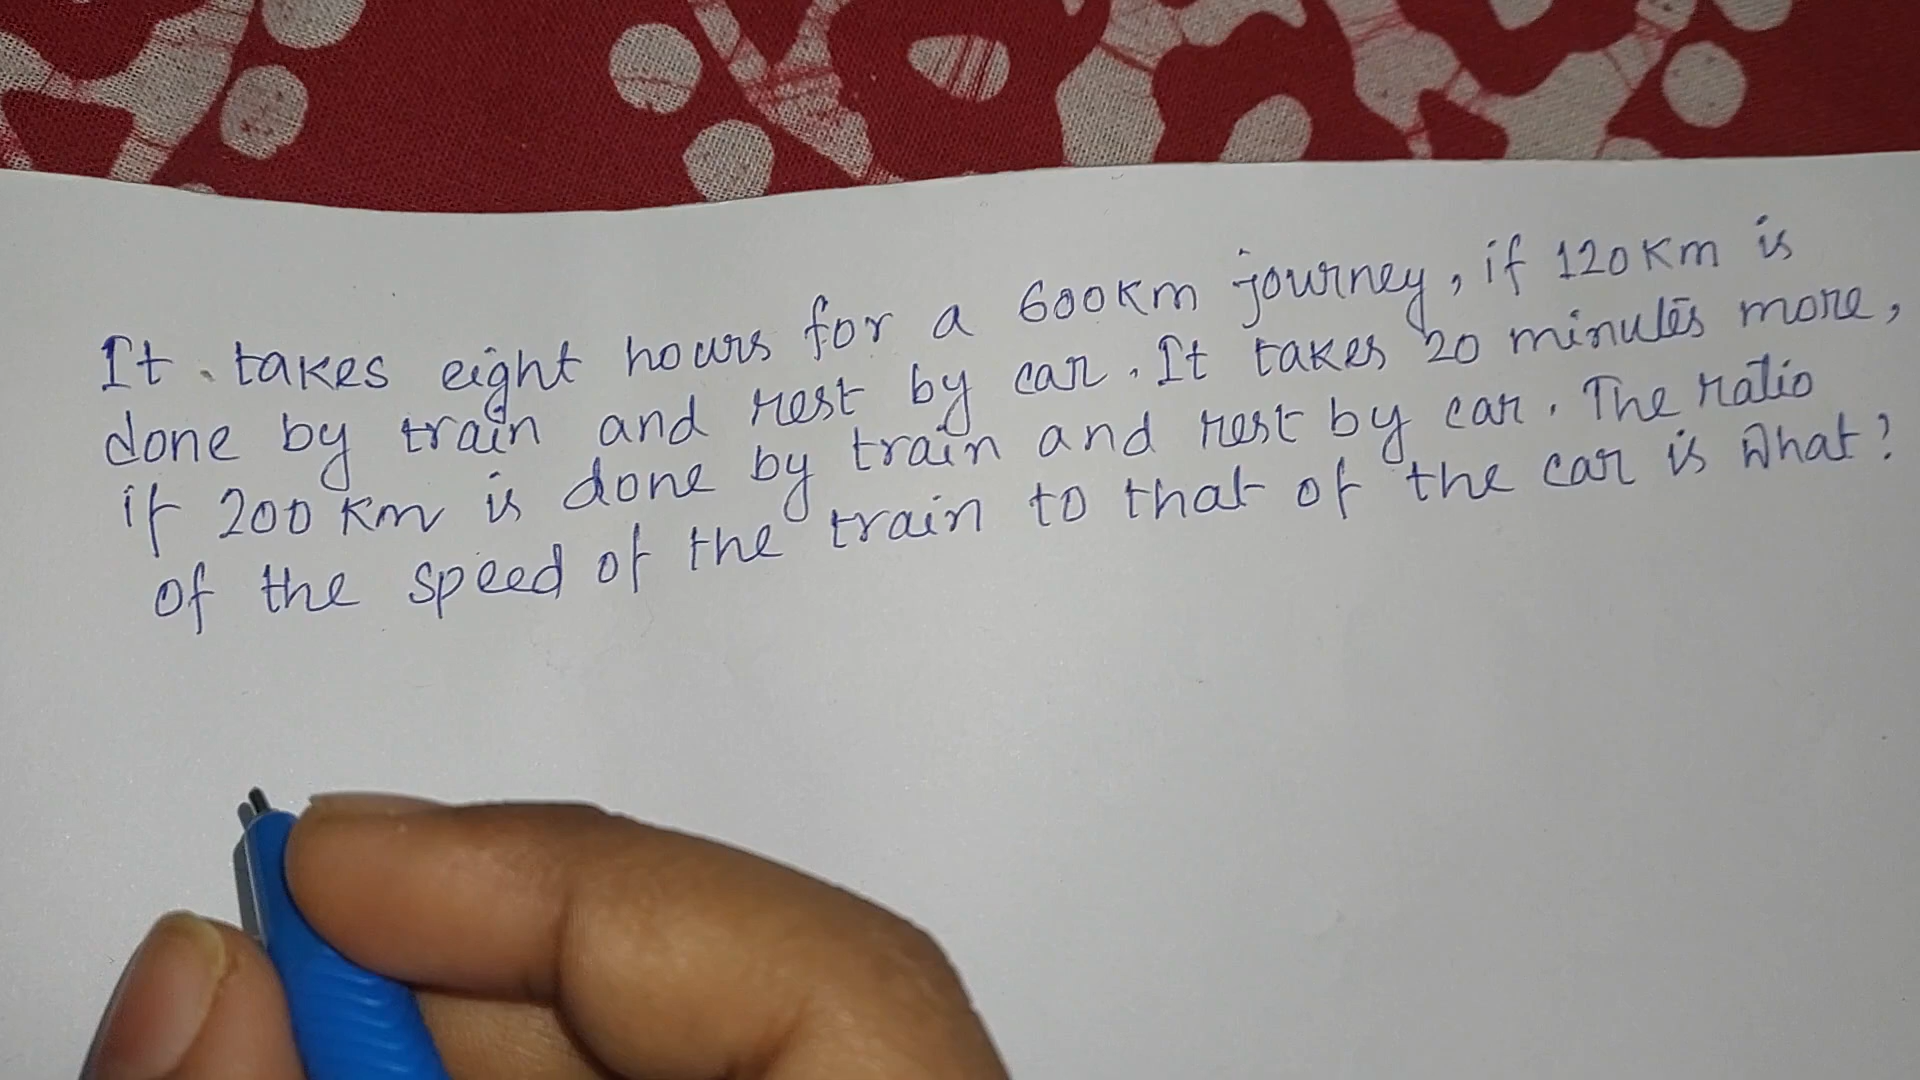 It takes eight hours for a 600km journey, if 120km is
done by train and rest by car. It takes 20 minutes more,
if 200 km is done by train and rest by car. The ratio
of the speed of the train to that of the car is What?